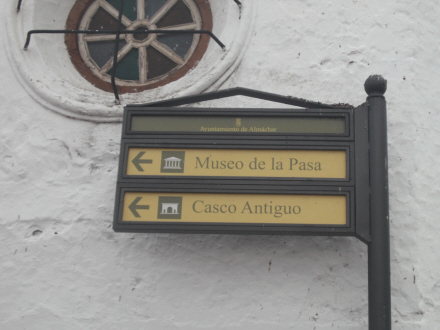 Ayuntamiento de Almáchar
Museo de la Pasa
Casco Antiguo